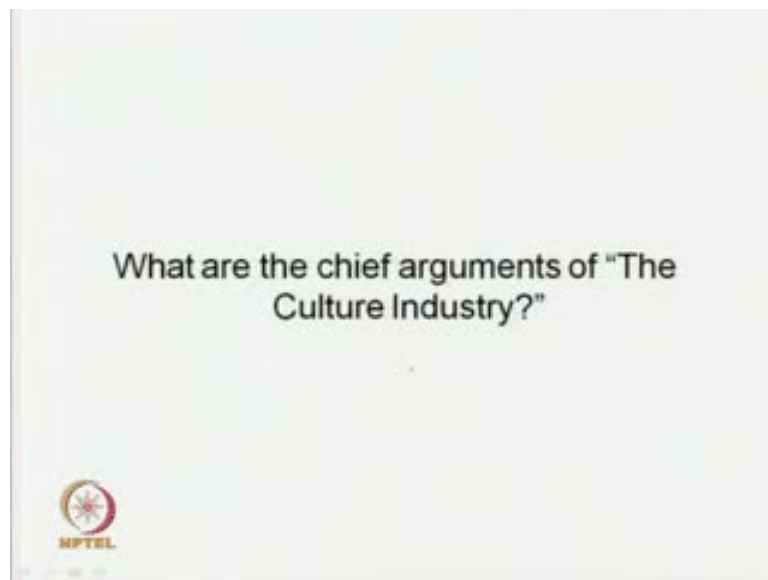 What are the chief arguments of “The
Culture Industry?”
NPTEL